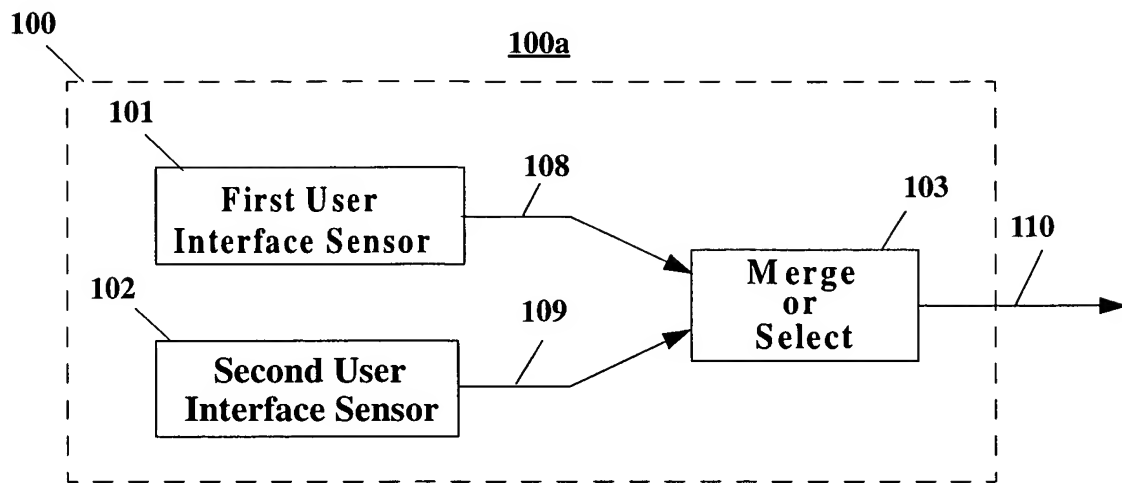 100
100a
101
First User
Interface Sensor
108
103
Merge
or
Select
110
102
Second User
Interface Sensor
109